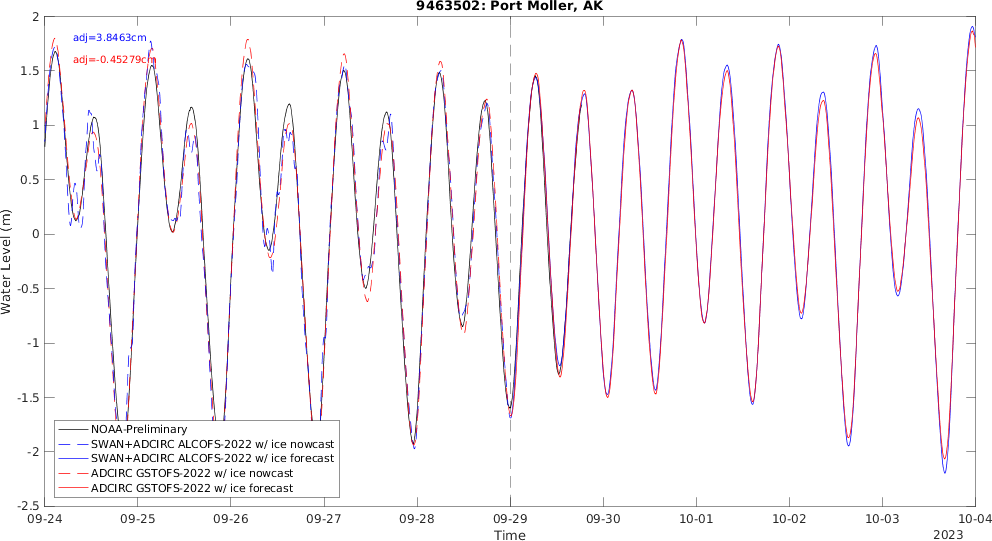 9463502: Port Moller, AK
adj=3.8463cm
adj=-0.45279cm
2
1.5
1
0.5
0
-0.5
-1
-1.5
-2
-2.5
Water Level (m)
NOAA-Preliminary
SWAN+ADCIRC ALCOFS-2022 w/ ice nowcast
SWAN+ADCIRC ALCOFS-2022 w/ ice forecast
ADCIRC GSTOFS-2022 w/ ice nowcast
ADCIRC GSTOFS-2022 w/ ice forecast
09-24 09-25 09-26 09-27 09-28 09-29 09-30 10-01 10-02 10-03 10-04
Time
2023